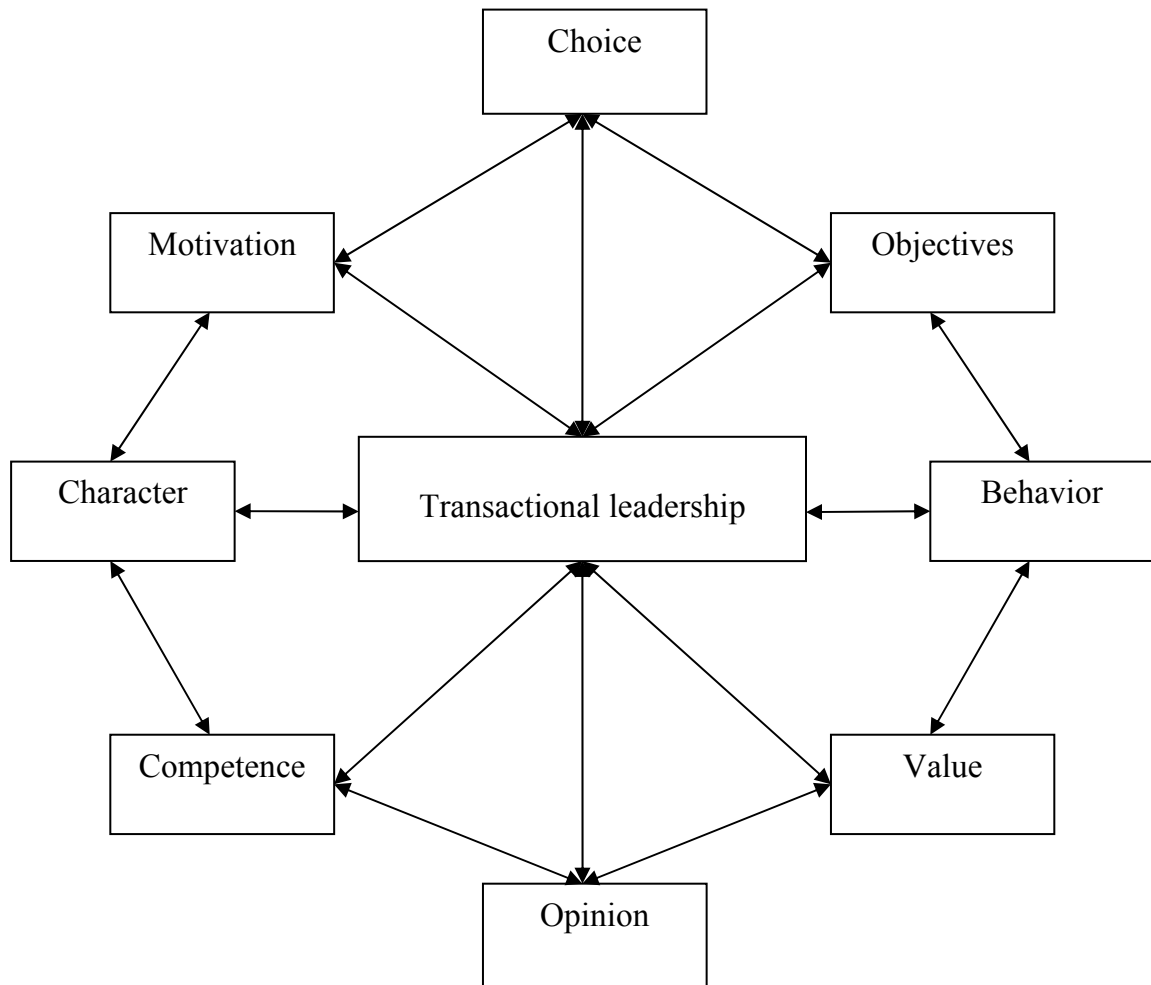 Choice
Motivation
Objectives
Character
Transactional leadership
Behavior
Competence
Value
Opinion